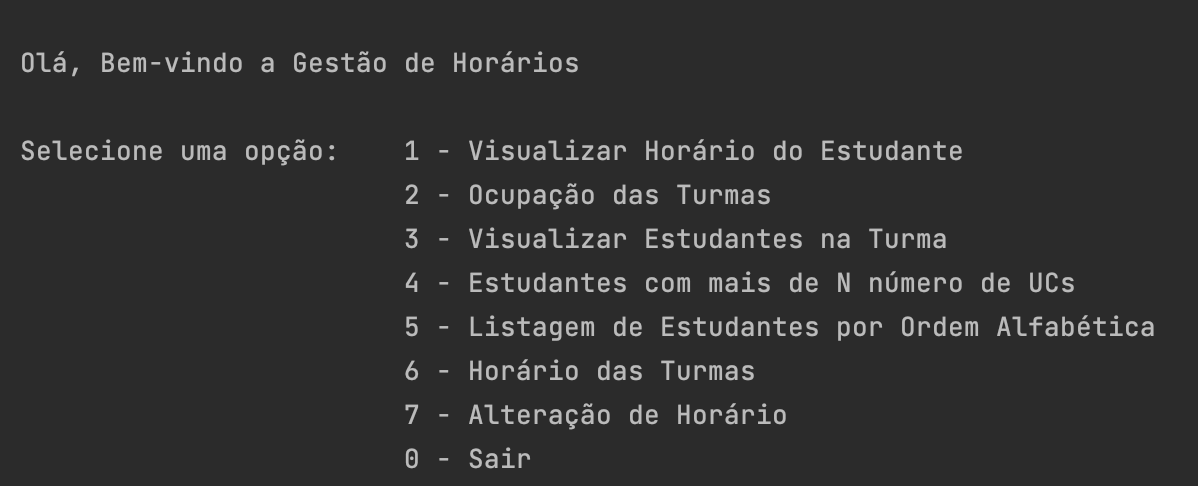 Olá, Bem-vindo a Gestão de Horários
Selecione uma opção: 1 - Visualizar Horário do Estudante
2 - Ocupação das Turmas
3 - Visualizar Estudantes na Turma
4 - Estudantes com mais de N número de UCs
5 - Listagem de Estudantes por Ordem Alfabética
6 - Horário das Turmas
7 - Alteração de Horário
0 - Sair